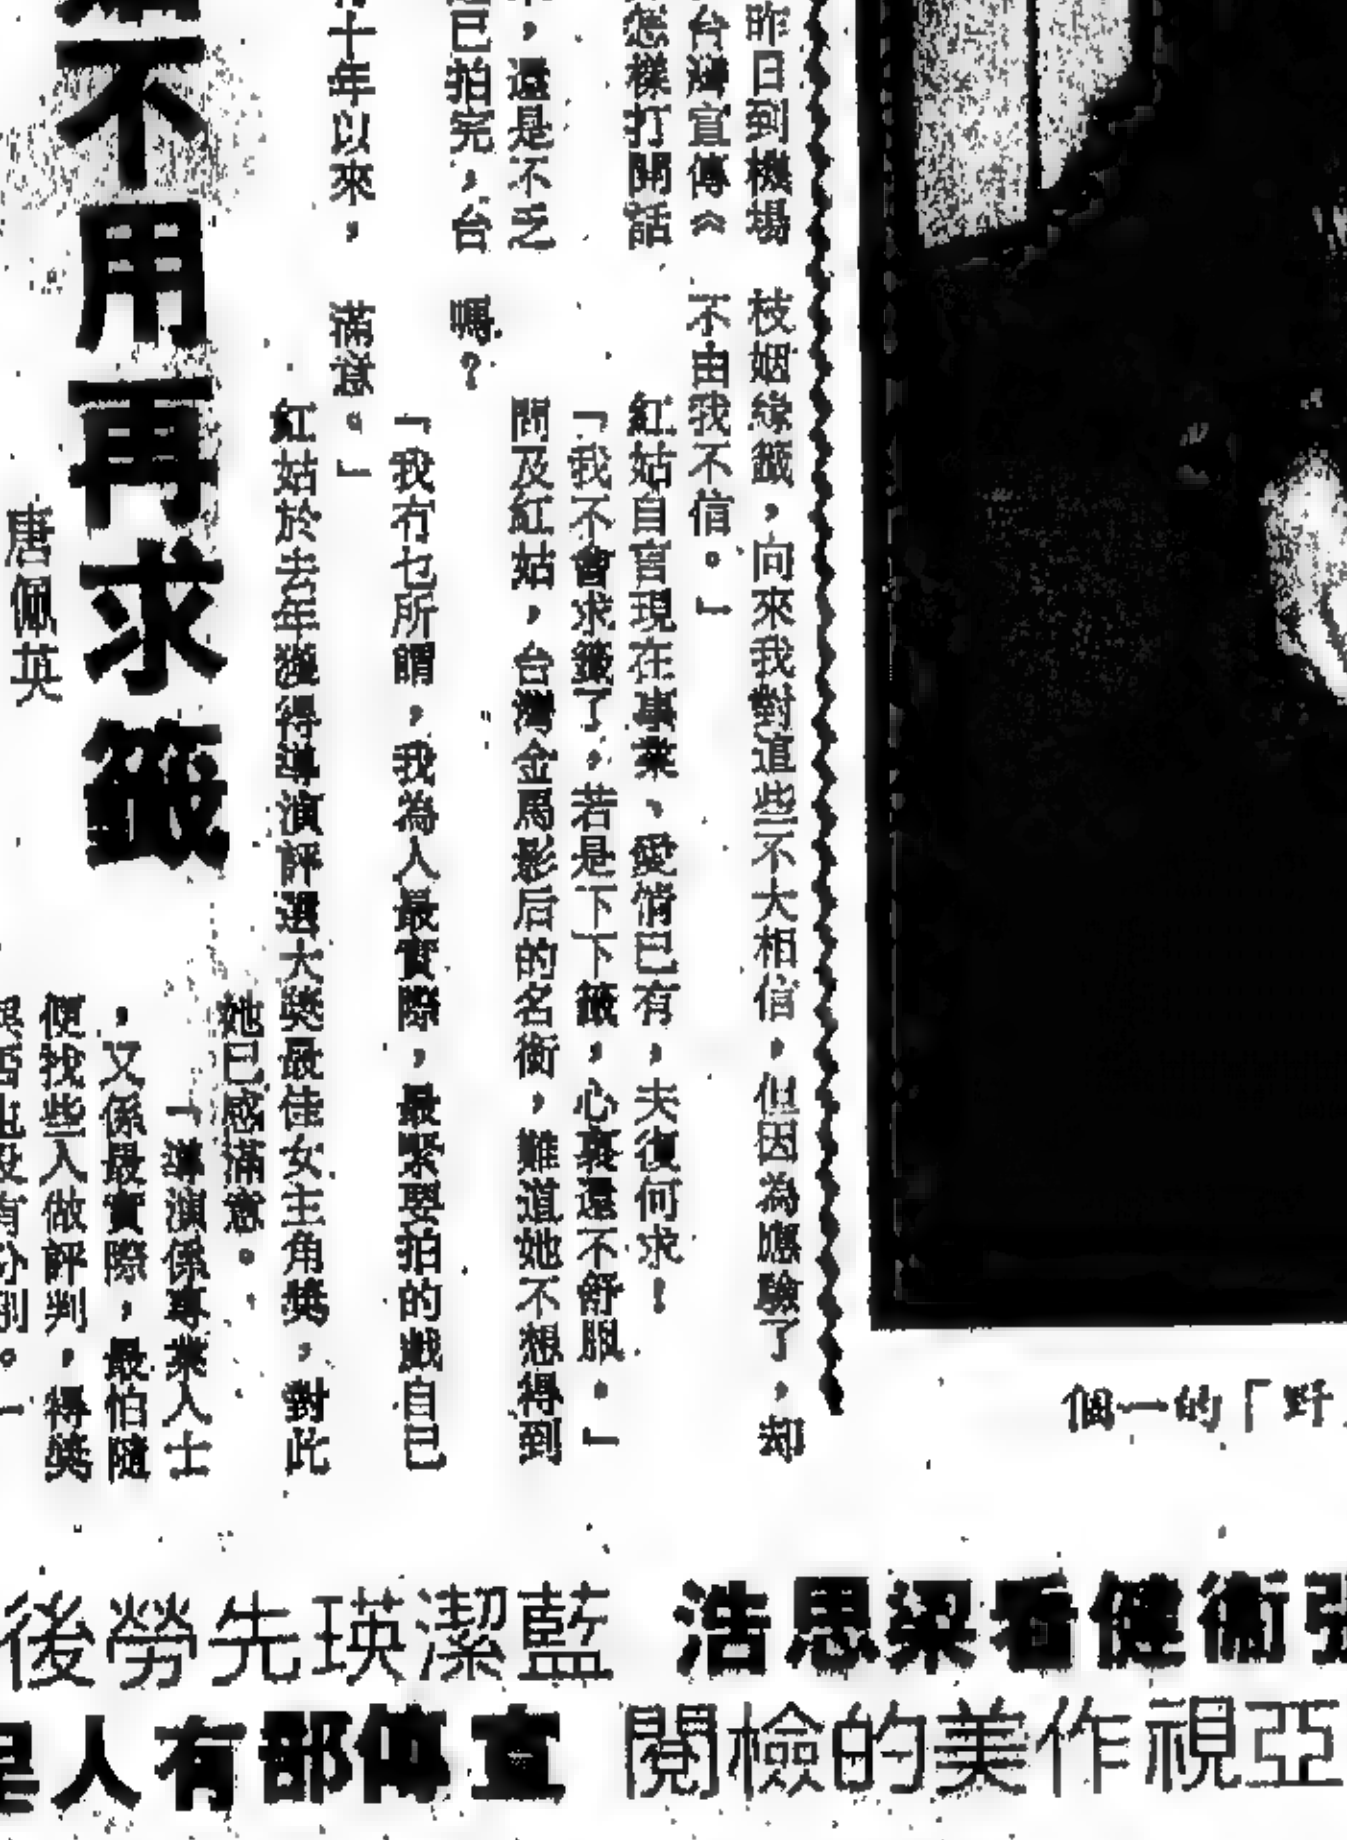 昨日到機場
台灣宣傳《
怎樣打開話
,還是不乏
已拍完,台
十年以來,
枝姻緣籤,向來我對這些不大相信,但因為應驗了,却
不由我不信。」
紅姑自言現在事業、愛情已有,夫復何求!
「我不會求籤了,若是下下籤,心裏還不舒服。」
問及紅姑,台灣金馬影后的名銜,難道她不想得到
嗎?
「我冇乜所謂,我為人最實際,最緊要拍的戲自己
滿意。」
紅姑於去年獲得導演評選大獎最佳女主角獎,對此
她已感滿意。
「導演係專業人士
,又係最實際,最怕隨
便找些人做評判,得獎
與否也沒有分別。」
不用再求籤
唐佩英
個一的「野
張衛健看梁思浩
亞視作美的檢閱
藍潔瑛先勞後
宣傳部有人